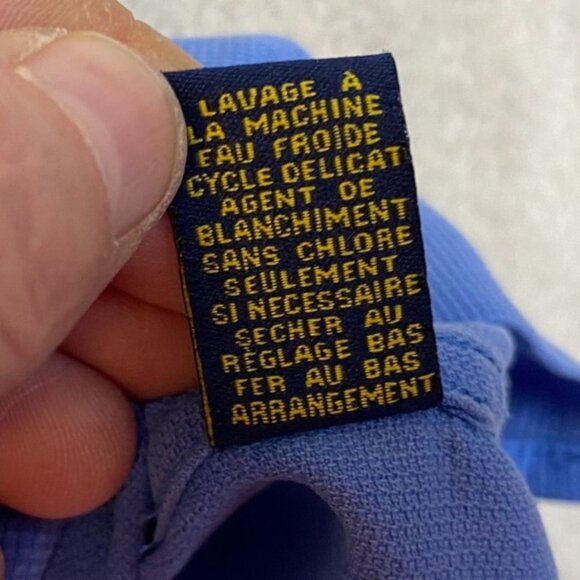 LAVAGE À
LA MACHINE
EAU FROIDE
CYCLE DELICAT
AGENT DE
BLANCHIMENT
SANS CHLORE
SEULEMENT
SI NECESSAIRE
SECHER AU
RÉGLAGE BAS
FER AU BAS
ARRANGEMENT